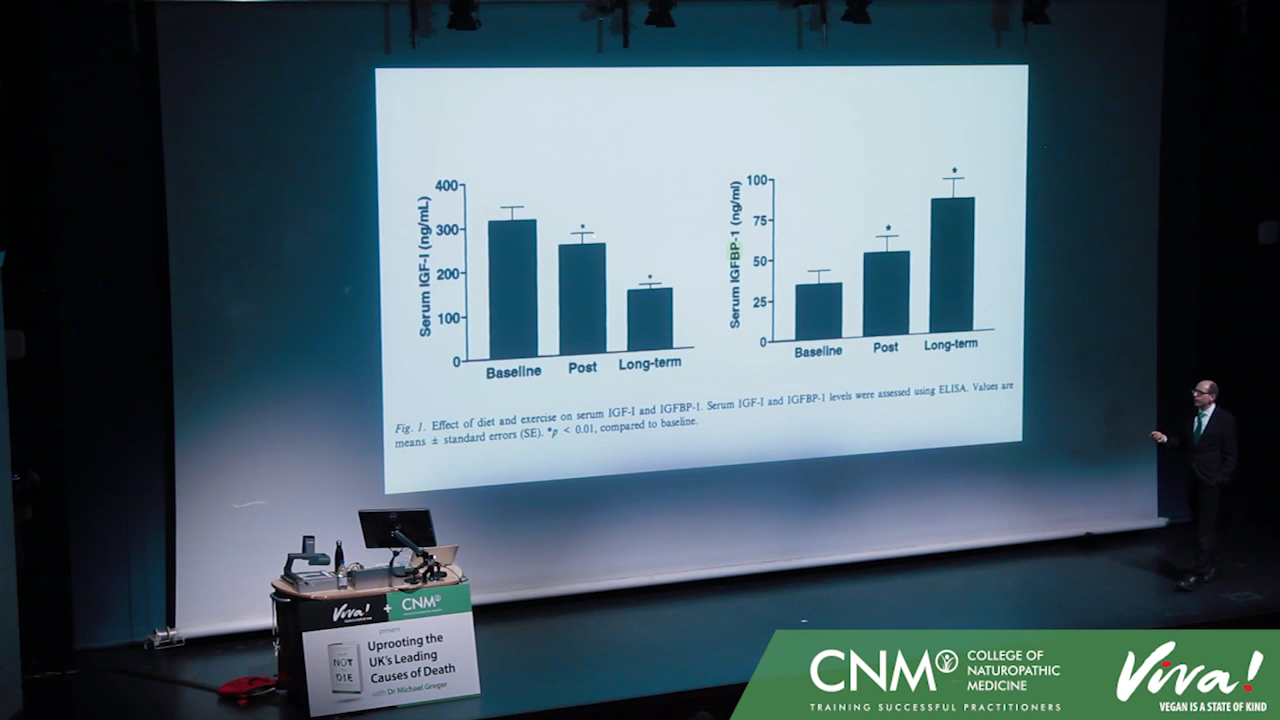 Serum IGF-I (ng/mL)
400
300
200
100
0
*
*
Baseline
Post
Long-term
Serum IGFBP-1 (ng/ml)
100
75
50
25
0
*
*
Baseline
Post
Long-term
Fig. 1. Effect of diet and exercise on serum IGF-I and IGFBP-1. Serum IGF-I and IGFBP-1 levels were assessed using ELISA. Values are
means ± standard errors (SE). *p < 0.01, compared to baseline.
Viva! + CNM
present
NOT
DIE
Uprooting the
UK's Leading
Causes of Death
with Dr Michael Greger
CNM
COLLEGE OF
NATUROPATHIC
MEDICINE
TRAINING SUCCESSFUL PRACTITIONERS
Viva!
VEGAN IS A STATE OF KIND